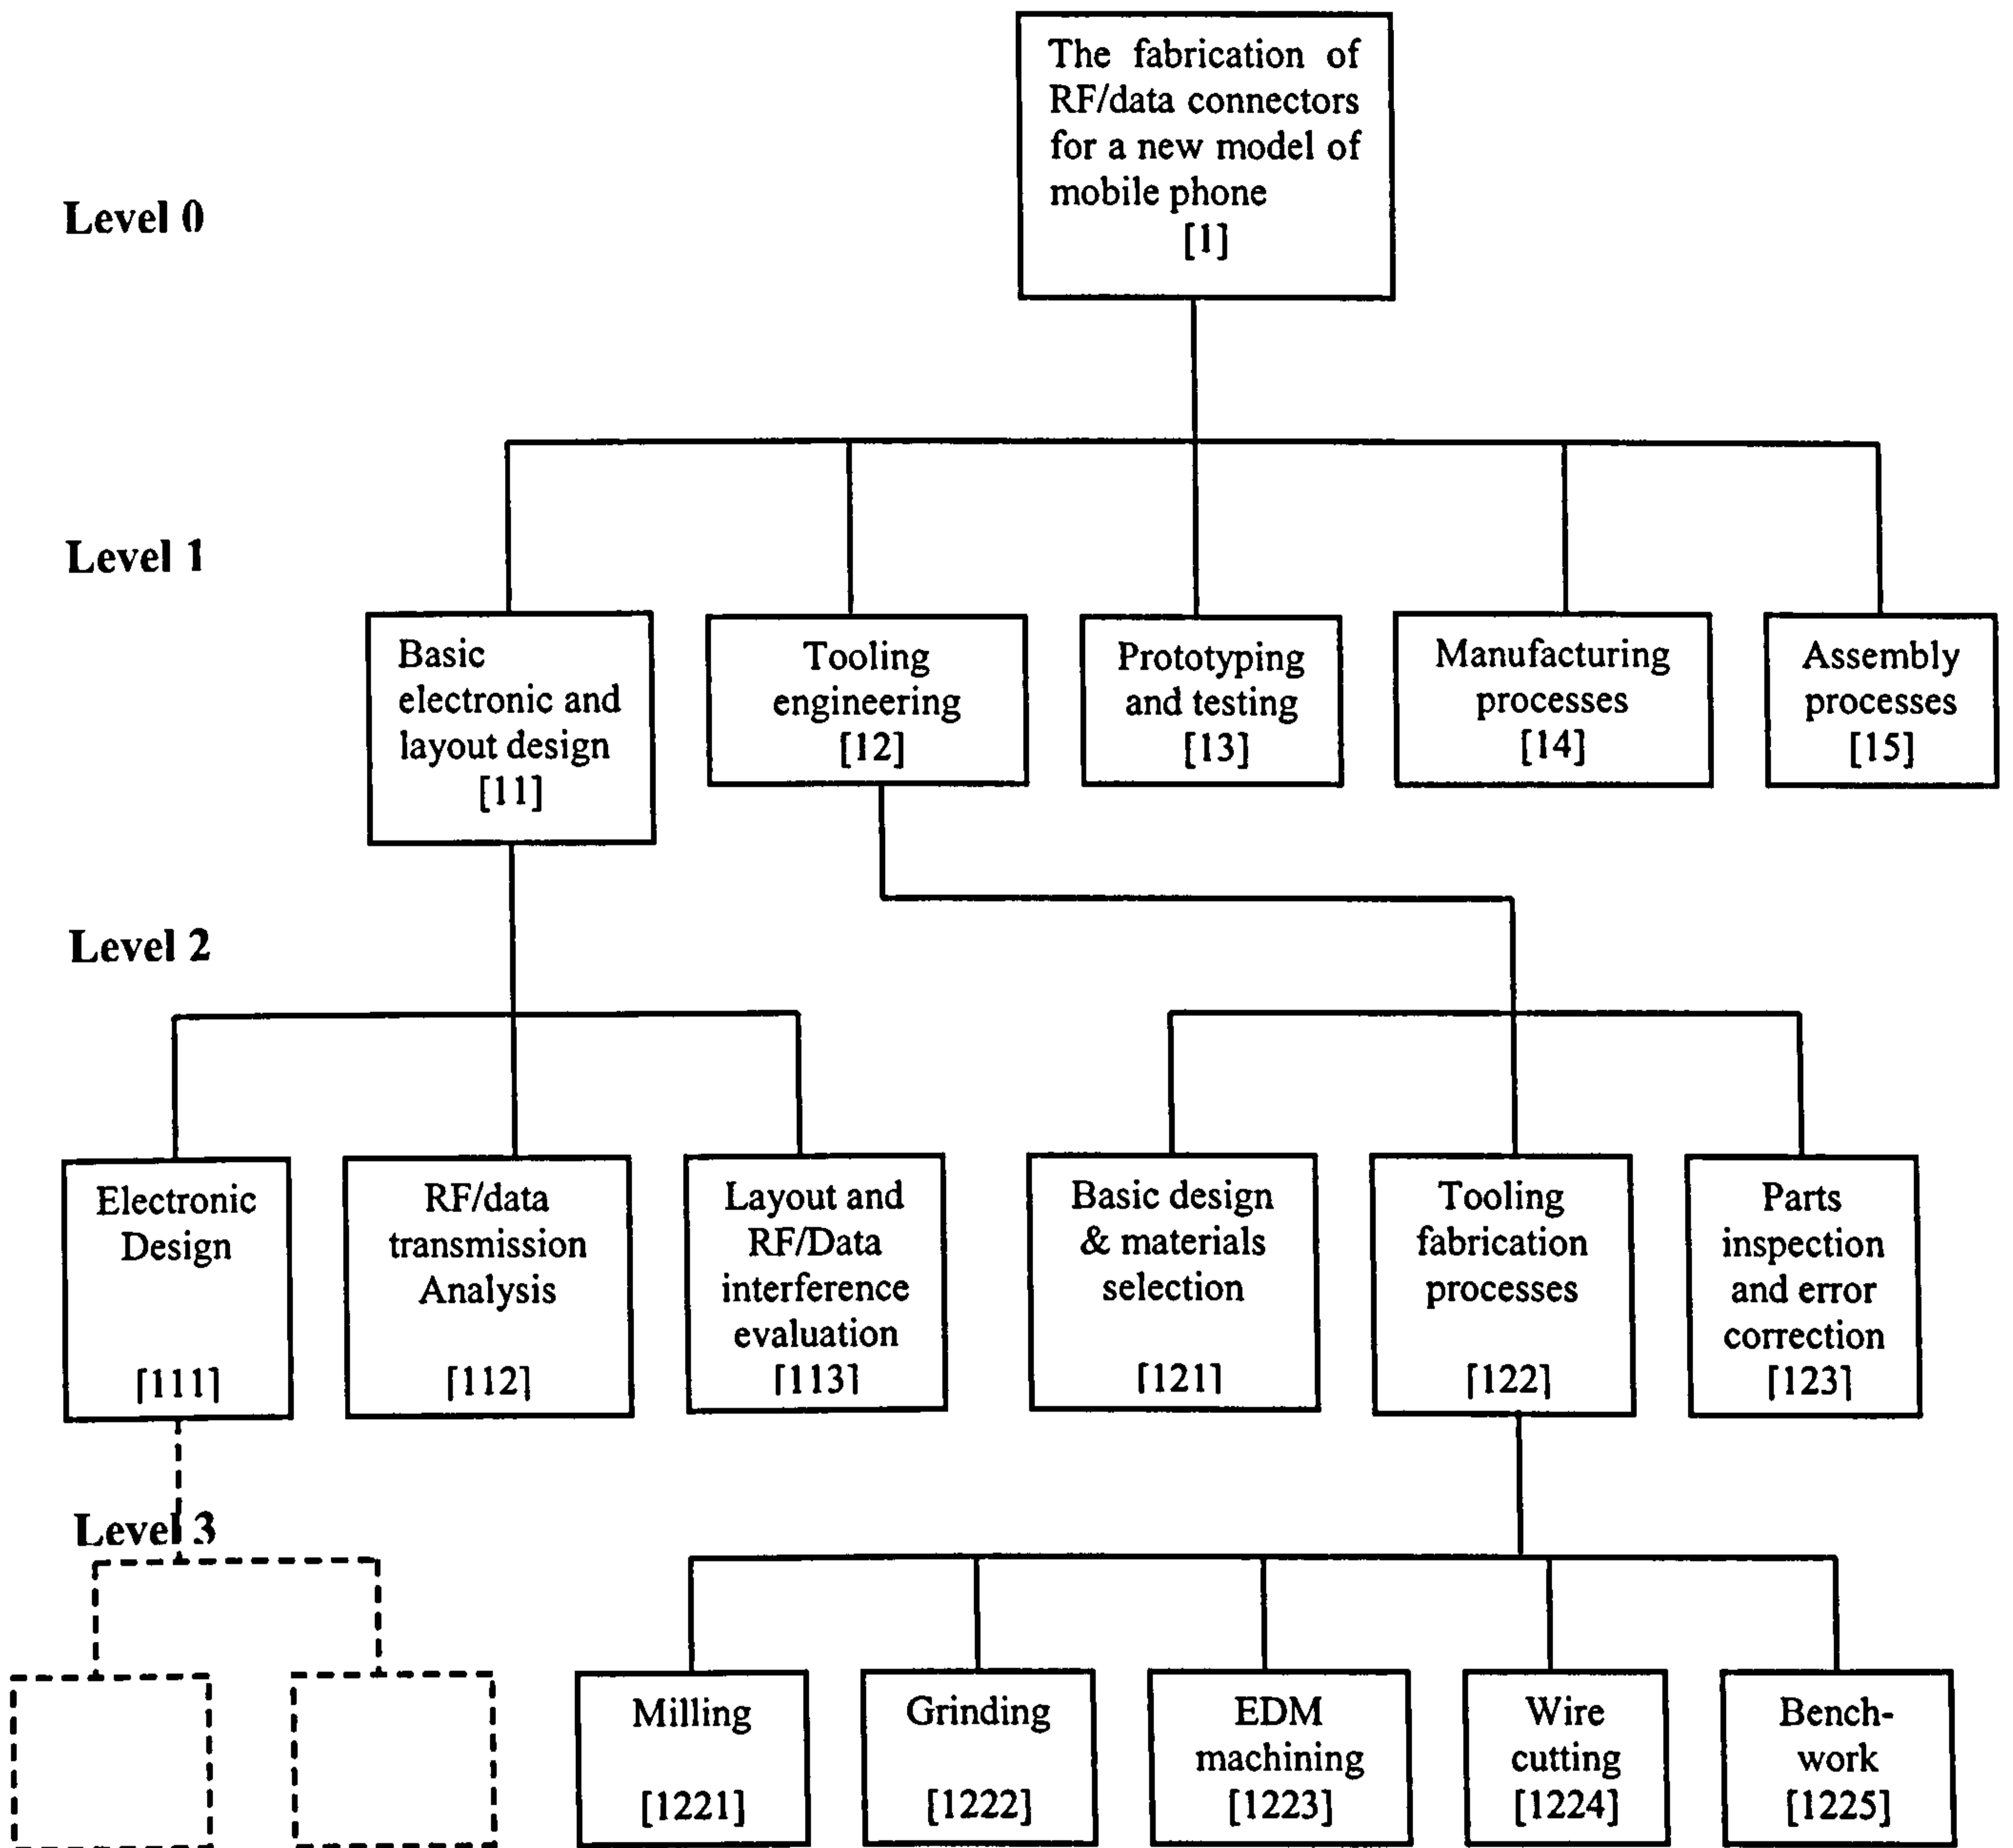 The fabrication of
RF/data connectors
for a new model of
mobile phone
[1]
Level 0
Level 1
Basic
electronic and
layout design
[11]
Tooling
engineering
[12]
Prototyping
and testing
[13]
Manufacturing
processes
[14]
Assembly
processes
[15]
Level 2
Electronic
Design
[111]
RF/data
transmission
Analysis
[112]
Layout and
RF/Data
interference
evaluation
[113]
Basic design
& materials
selection
[121]
Tooling
fabrication
processes
[122]
Parts
inspection
and error
correction
[123]
Level 3
Milling
[1221]
Grinding
[1222]
EDM
machining
[1223]
Wire
cutting
[1224]
Bench-
work
[1225]